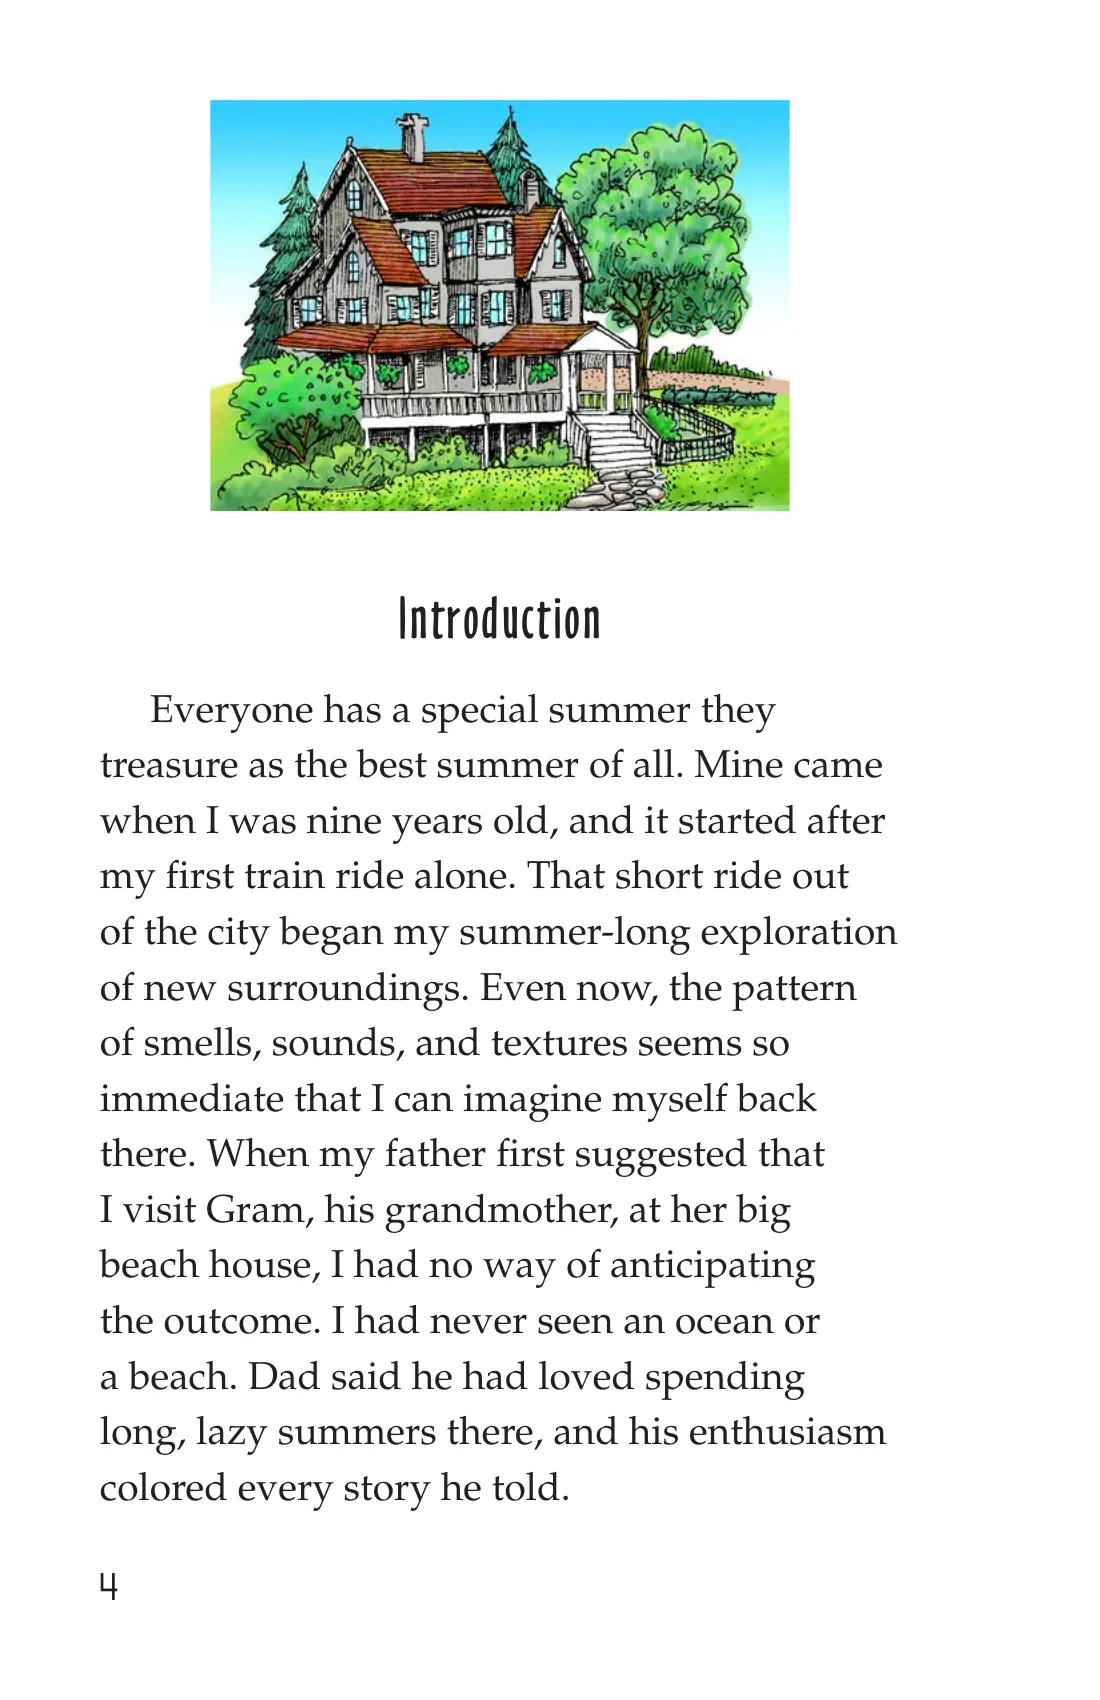 Introduction
Everyone has a special summer they
treasure as the best summer of all. Mine came
when I was nine years old, and it started after
my first train ride alone. That short ride out
of the city began my summer-long exploration
of new surroundings. Even now, the pattern
of smells, sounds, and textures seems so
immediate that I can imagine myself back
there. When my father first suggested that
I visit Gram, his grandmother, at her big
beach house, I had no way of anticipating
the outcome. I had never seen an ocean or
a beach. Dad said he had loved spending
long, lazy summers there, and his enthusiasm
colored every story he told.
4